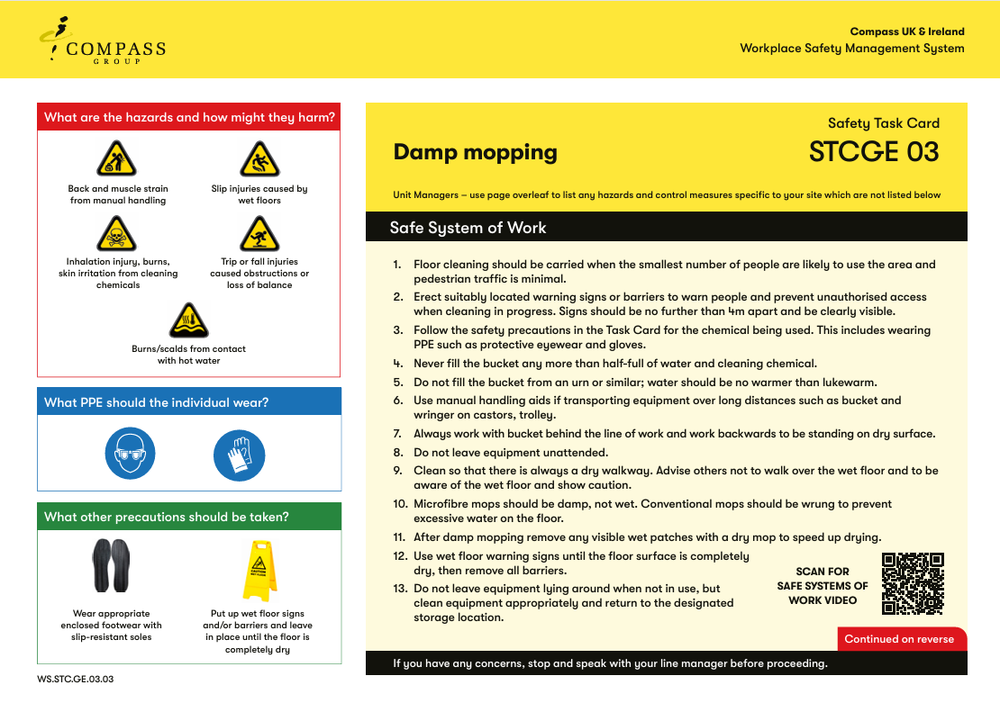 COMPASS
GROUP
Compass UK & Ireland
Workplace Safety Management System
What are the hazards and how might they harm?
Back and muscle strain
from manual handling
Slip injuries caused by
wet floors
Inhalation injury, burns,
skin irritation from cleaning
chemicals
Trip or fall injuries
caused obstructions or
loss of balance
Burns/scalds from contact
with hot water
What PPE should the individual wear?
What other precautions should be taken?
CAUTION
WET FLOOR
Wear appropriate
enclosed footwear with
slip-resistant soles
Put up wet floor signs
and/or barriers and leave
in place until the floor is
completely dry
WS.STC.GE.03.03
Safety Task Card
Damp mopping
STCGE 03
Unit Managers – use page overleaf to list any hazards and control measures specific to your site which are not listed below
Safe System of Work
1. Floor cleaning should be carried when the smallest number of people are likely to use the area and
pedestrian traffic is minimal.
2. Erect suitably located warning signs or barriers to warn people and prevent unauthorised access
when cleaning in progress. Signs should be no further than 4m apart and be clearly visible.
3. Follow the safety precautions in the Task Card for the chemical being used. This includes wearing
PPE such as protective eyewear and gloves.
4. Never fill the bucket any more than half-full of water and cleaning chemical.
5. Do not fill the bucket from an urn or similar; water should be no warmer than lukewarm.
6. Use manual handling aids if transporting equipment over long distances such as bucket and
wringer on castors, trolley.
7. Always work with bucket behind the line of work and work backwards to be standing on dry surface.
8. Do not leave equipment unattended.
9. Clean so that there is always a dry walkway. Advise others not to walk over the wet floor and to be
aware of the wet floor and show caution.
10. Microfibre mops should be damp, not wet. Conventional mops should be wrung to prevent
excessive water on the floor.
11. After damp mopping remove any visible wet patches with a dry mop to speed up drying.
12. Use wet floor warning signs until the floor surface is completely
dry, then remove all barriers.
13. Do not leave equipment lying around when not in use, but
clean equipment appropriately and return to the designated
storage location.
SCAN FOR
SAFE SYSTEMS OF
WORK VIDEO
Continued on reverse
If you have any concerns, stop and speak with your line manager before proceeding.